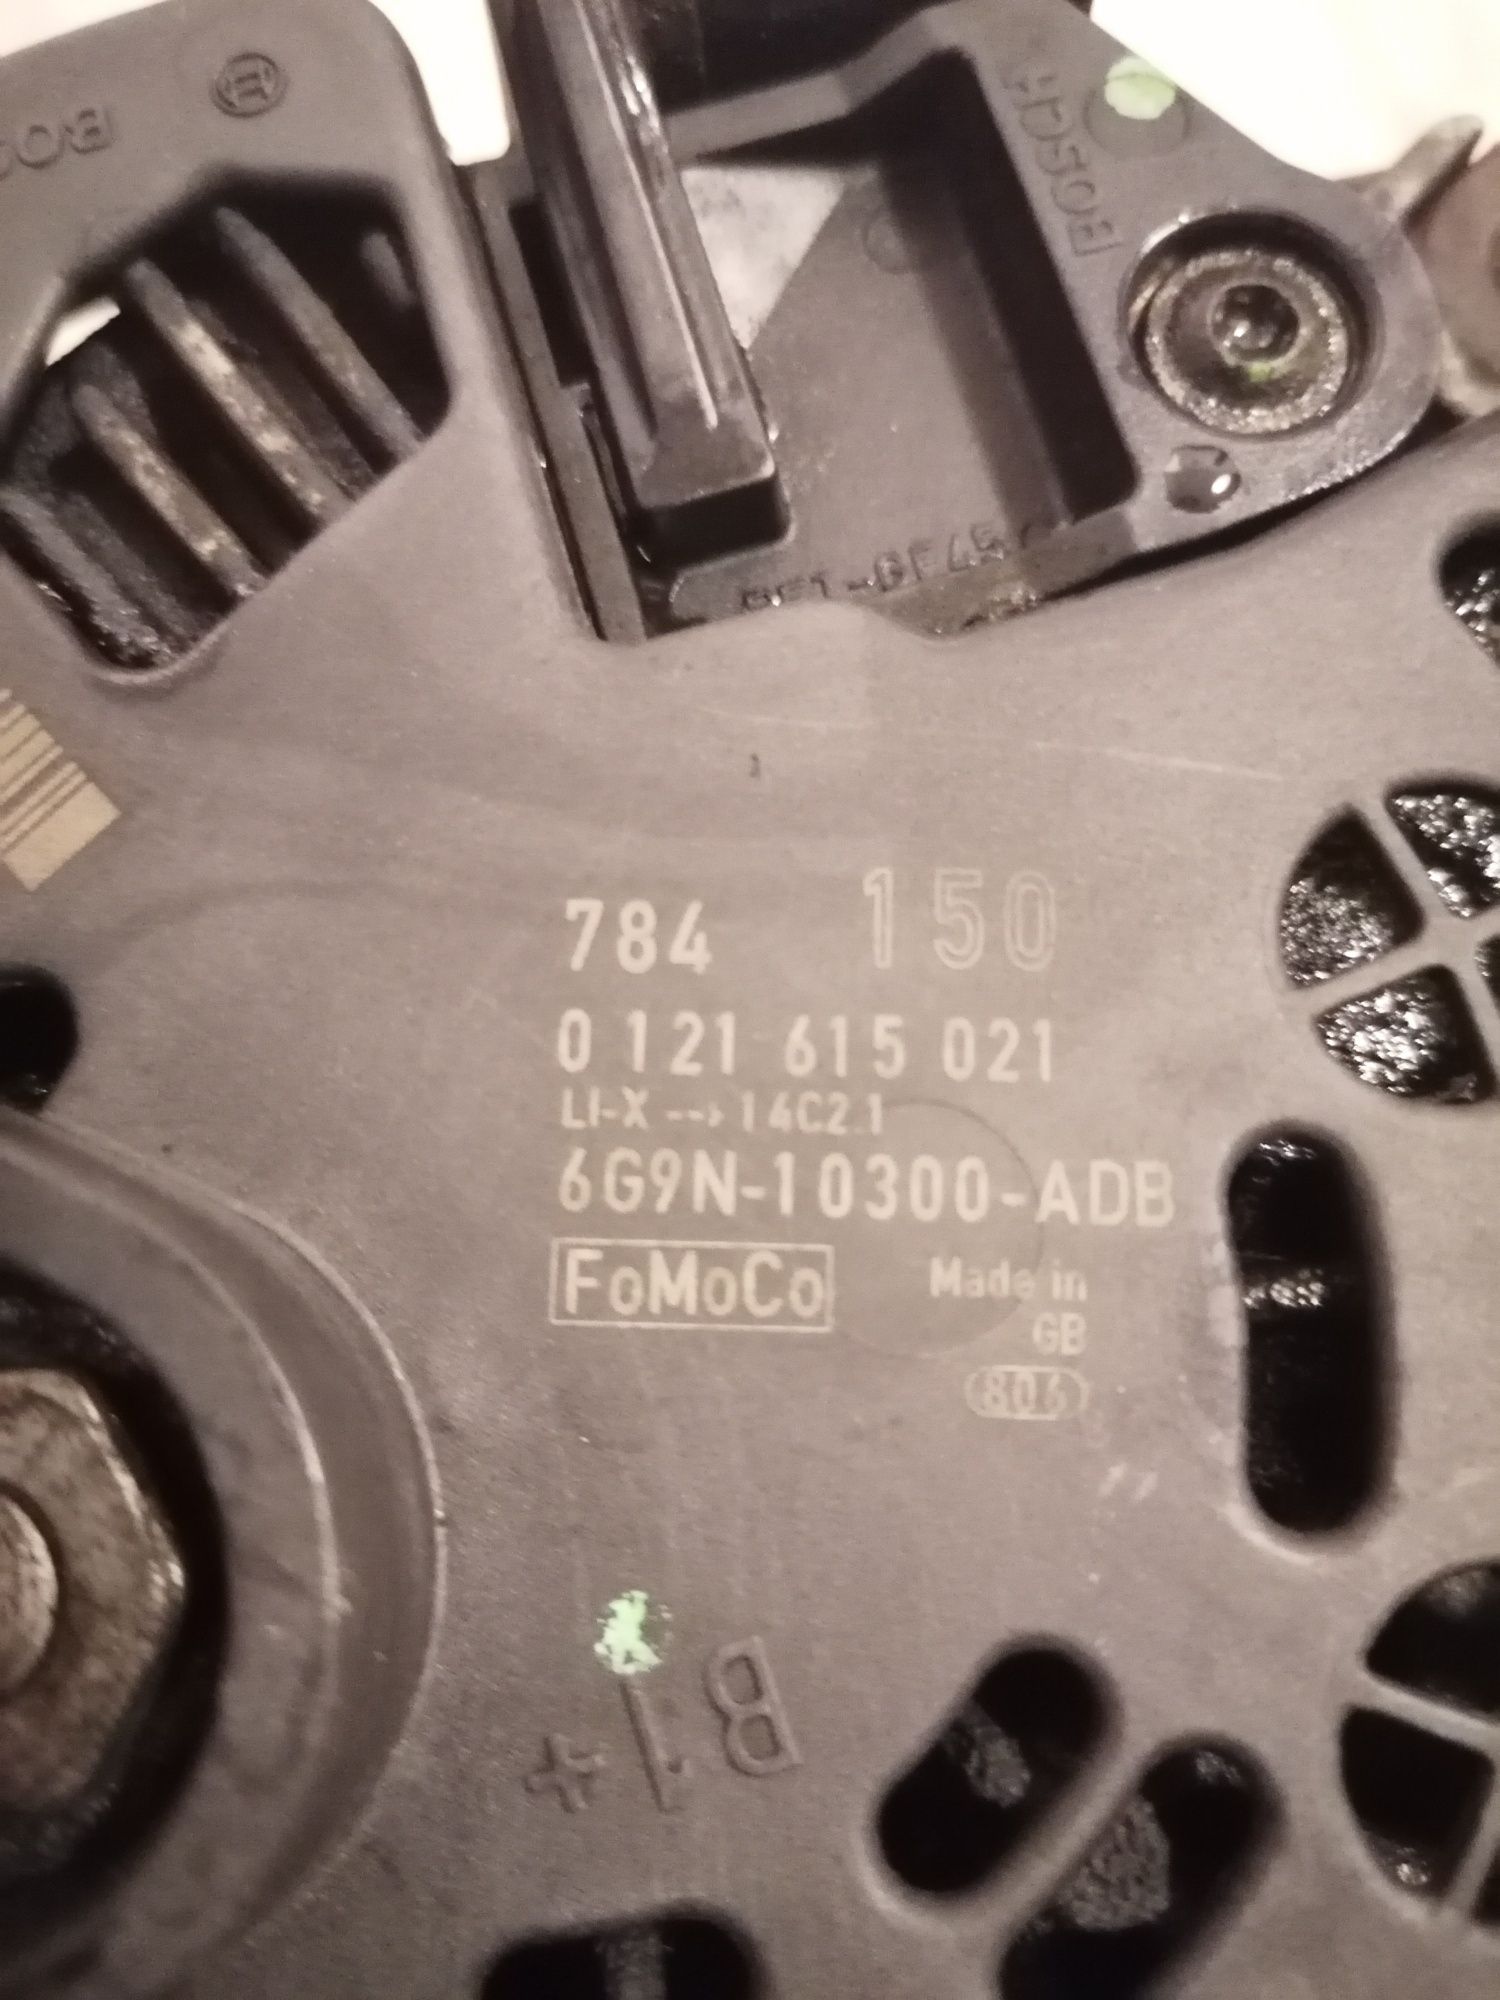 BOSCH
784 150
0 121 615 021
LI-X --> 14C2.1
6G9N-10300-ADB
FoMoCo
Made in
GB
806
B1+